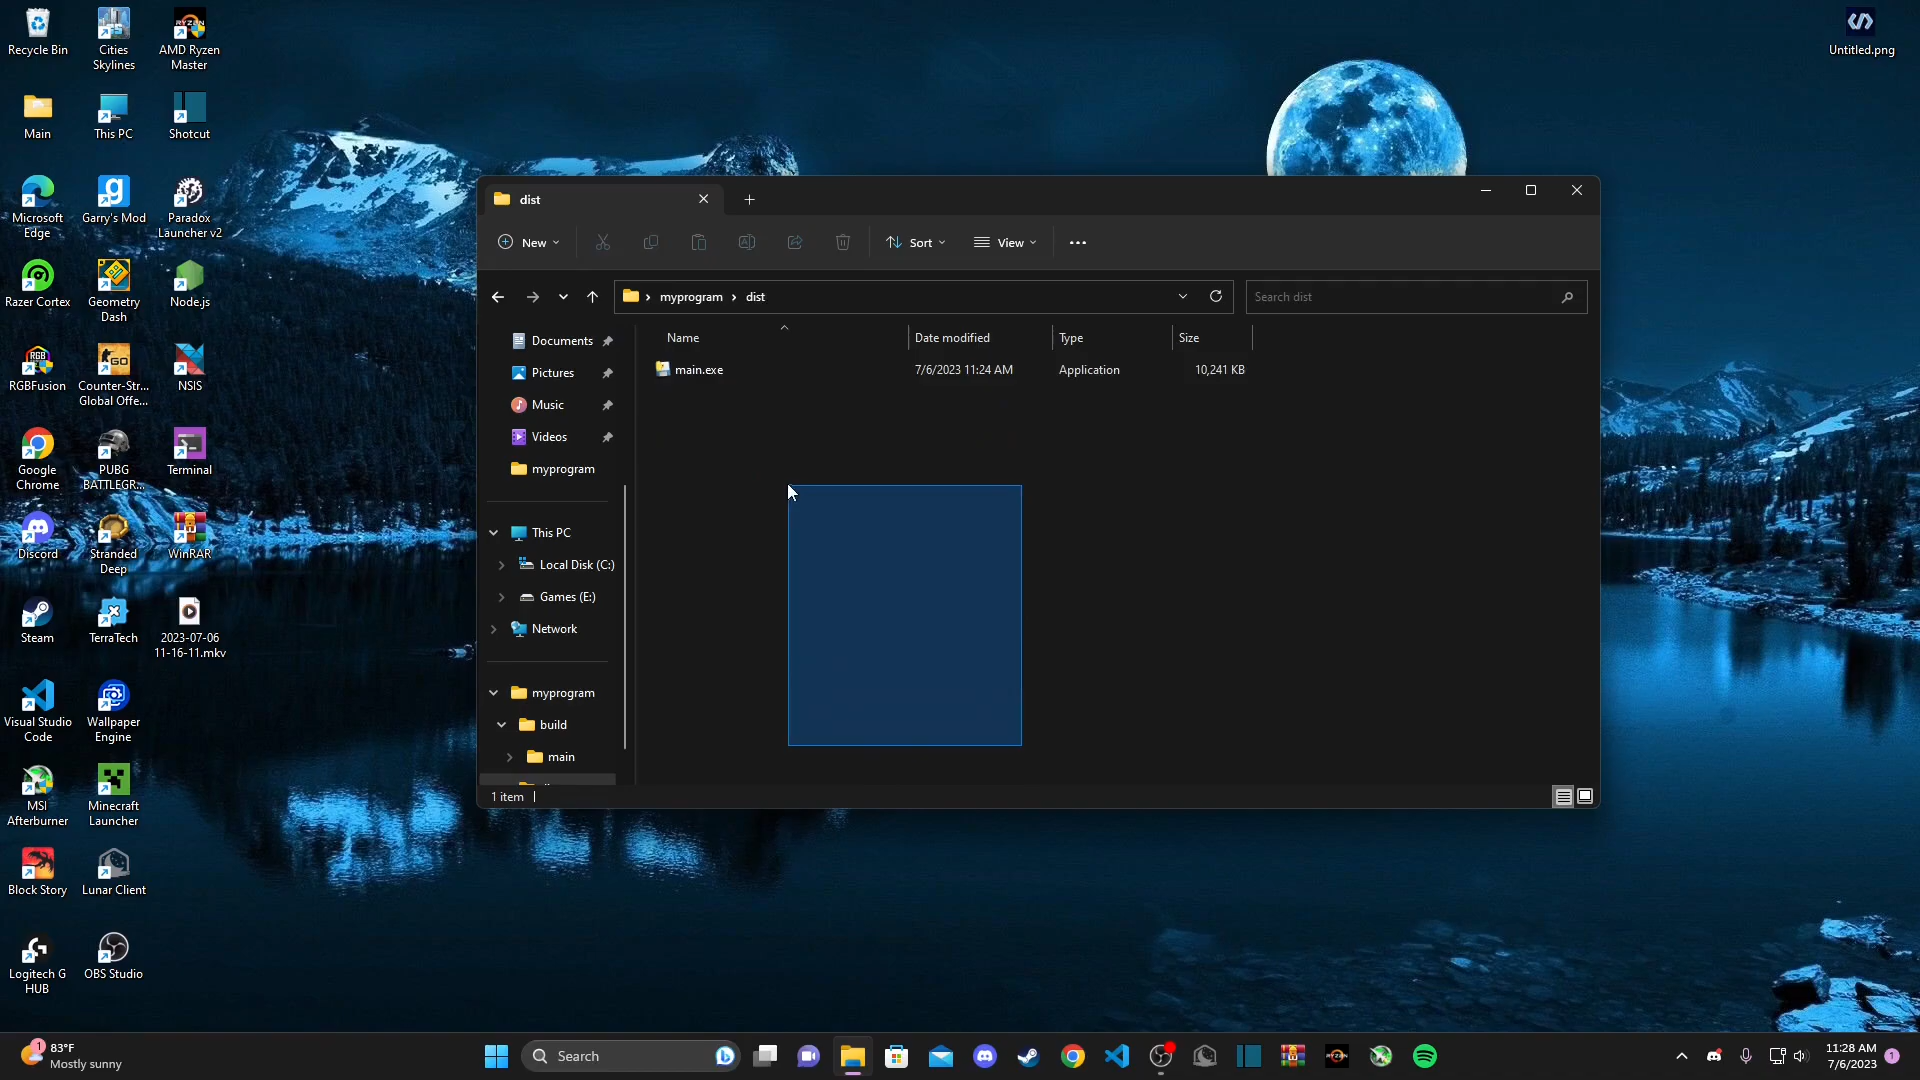 Recycle Bin
Cities
Skylines
AMD Ryzen
Master
Main
This PC
Shotcut
Microsoft
Edge
Garry's Mod
Paradox
Launcher v2
Razer Cortex
Geometry
Dash
Node.js
RGBFusion
Counter-Str...
Global Offe...
NSIS
Google
Chrome
PUBG
BATTLEGR...
Terminal
Discord
Stranded
Deep
WinRAR
Steam
TerraTech
2023-07-06
11-16-11.mkv
Visual Studio
Code
Wallpaper
Engine
MSI
Afterburner
Minecraft
Launcher
Block Story
Lunar Client
Logitech G
HUB
OBS Studio
Untitled.png
dist
New
Sort
View
myprogram > dist
Search dist
Name
Date modified
Type
Size
main.exe
7/6/2023 11:24 AM
Application
10,241 KB
Documents
Pictures
Music
Videos
myprogram
This PC
Local Disk (C:)
Games (E:)
Network
myprogram
build
main
1 item
1
83°F
Mostly sunny
Search
11:28 AM
7/6/2023
1